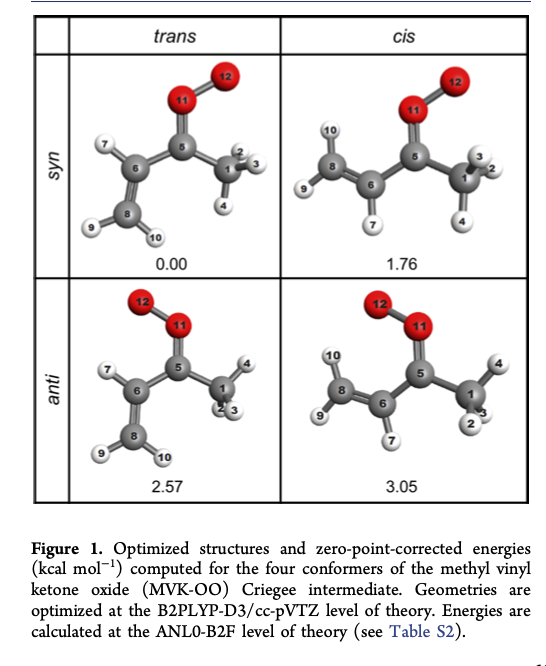 trans cis
syn
12
11
7 5 2 3
6 1
4
8
9 10
0.00
12
11
10
5 3
8 2
9 6 1
7 4
1.76
anti
12
11
7 5 4
6 1
2 3
8
9 10
2.57
12
11
10
5 4
8 1
9 6 3
2
7
3.05
Figure 1. Optimized structures and zero-point-corrected energies
(kcal mol−1) computed for the four conformers of the methyl vinyl
ketone oxide (MVK-OO) Criegee intermediate. Geometries are
optimized at the B2PLYP-D3/cc-pVTZ level of theory. Energies are
calculated at the ANL0-B2F level of theory (see Table S2).